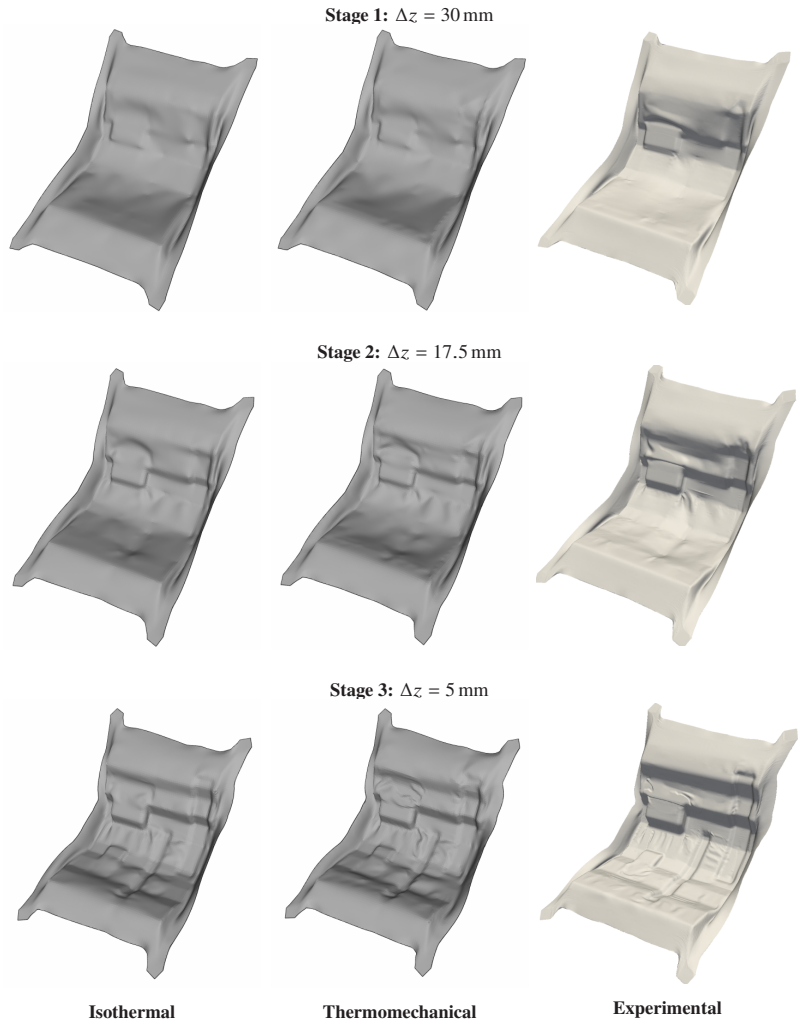 Stage 1: Δz = 30 mm
Stage 2: Δz = 17.5 mm
Stage 3: Δz = 5 mm
Isothermal Thermomechanical Experimental